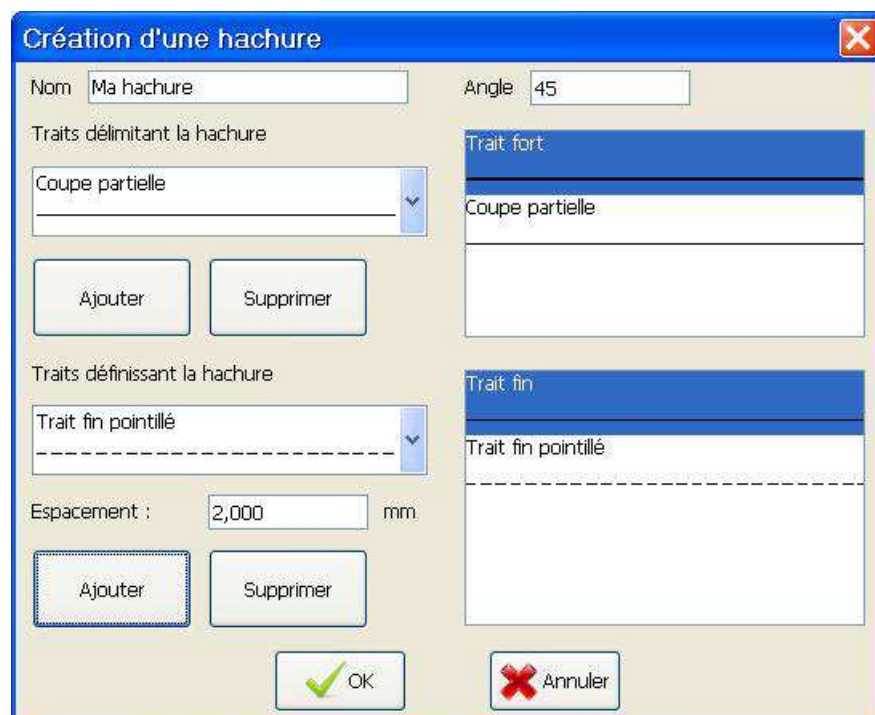 Création d'une hachure
Nom Ma hachure Angle 45
Traits délimitant la hachure
Coupe partielle
Ajouter Supprimer
Trait fort
Coupe partielle
Traits définissant la hachure
Trait fin pointillé
Espacement : 2,000 mm
Ajouter Supprimer
Trait fin
Trait fin pointillé
OK Annuler